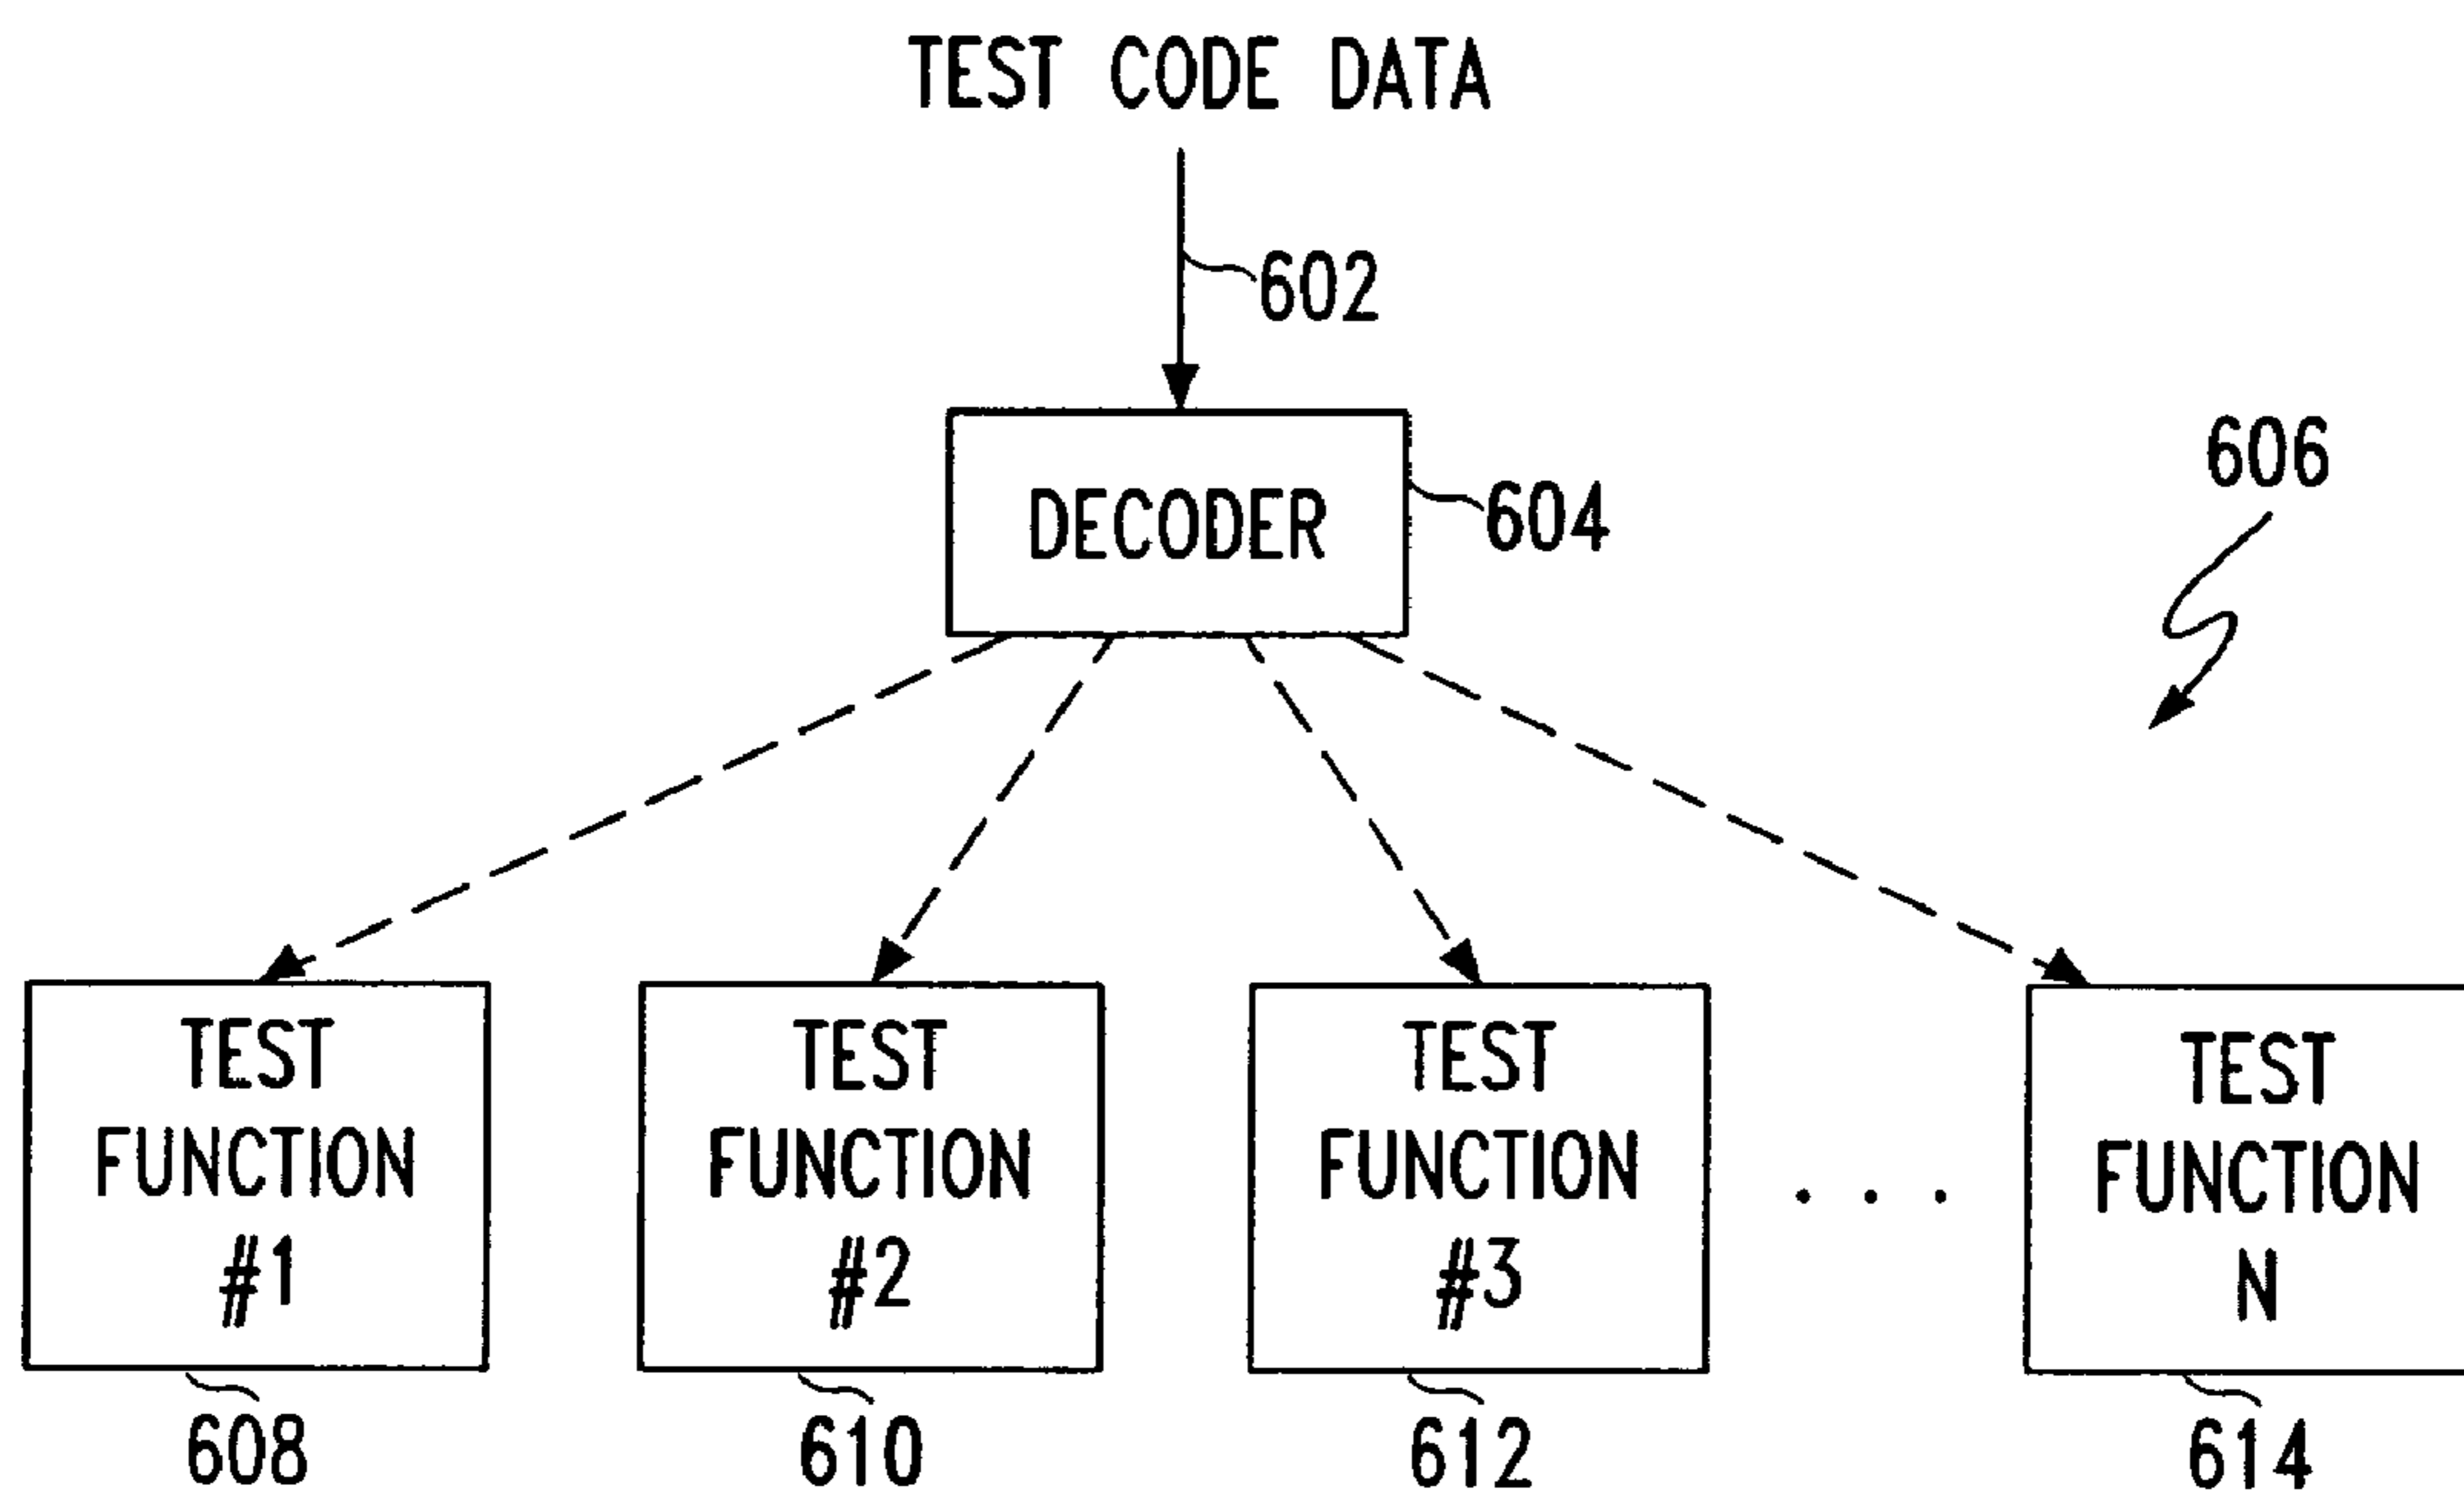 TEST CODE DATA
602
DECODER
604
606
TEST
FUNCTION
#1
TEST
FUNCTION
#2
TEST
FUNCTION
#3
. . .
TEST
FUNCTION
N
608
610
612
614